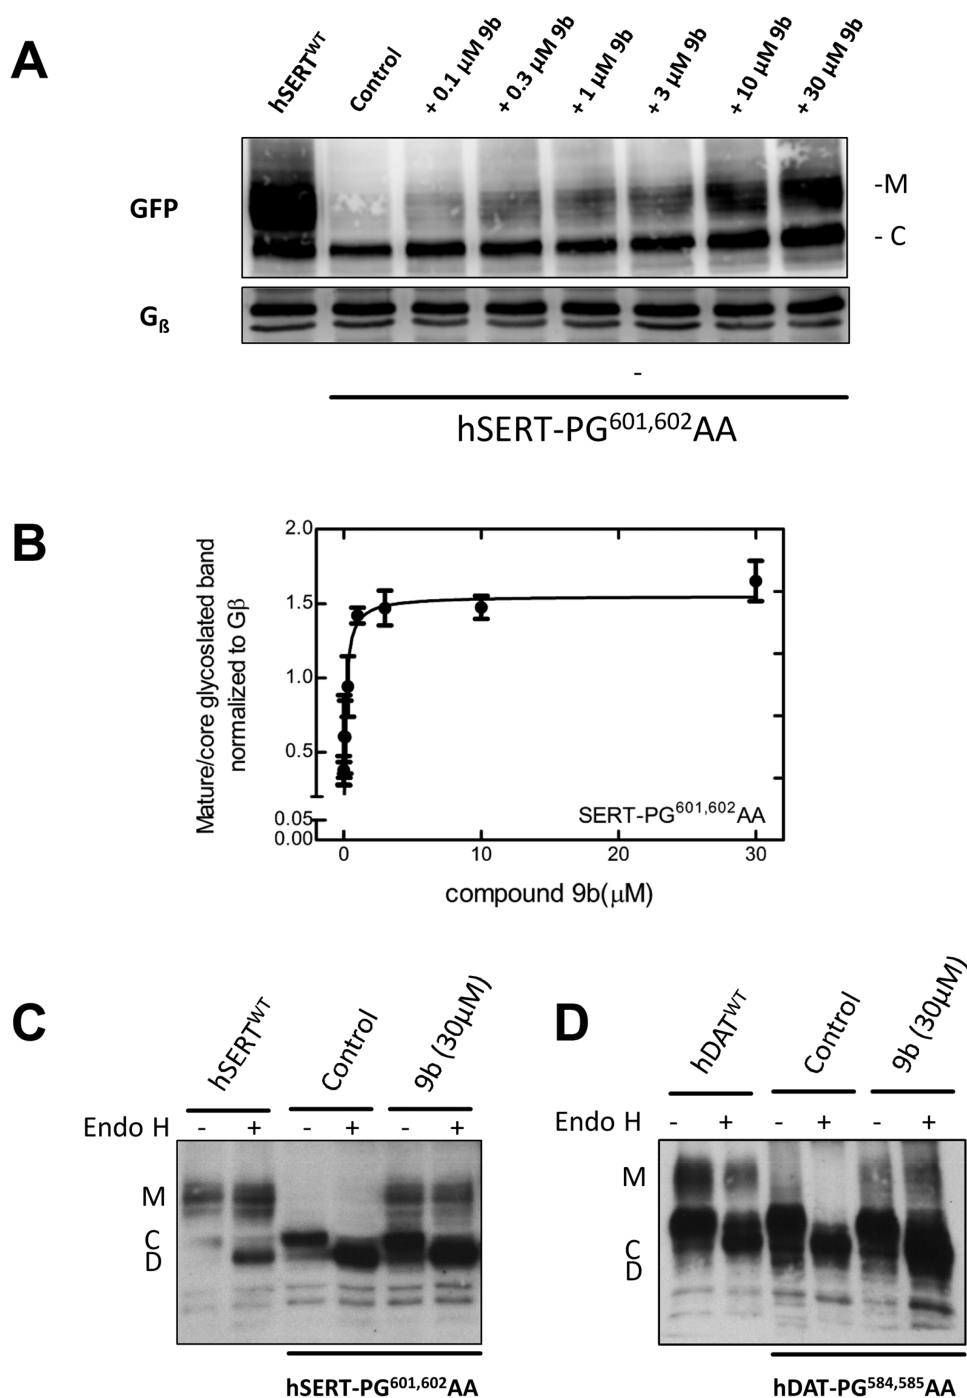 A
hSERT^WT
Control
+ 0.1 µM 9b
+ 0.3 µM 9b
+ 1 µM 9b
+ 3 µM 9b
+ 10 µM 9b
+ 30 µM 9b
GFP
-M
- C
Gß
-
hSERT-PG^601,602AA
B
Mature/core glycoslated band
normalized to Gβ
2.0
1.5
1.0
0.5
0.05
0.00
SERT-PG^601,602AA
0 10 20 30
compound 9b(µM)
C
hSERT^WT
Control
9b (30µM)
Endo H - + - + - +
M
C
D
hSERT-PG^601,602AA
D
hDAT^WT
Control
9b (30µM)
Endo H - + - + - +
M
C
D
hDAT-PG^584,585AA